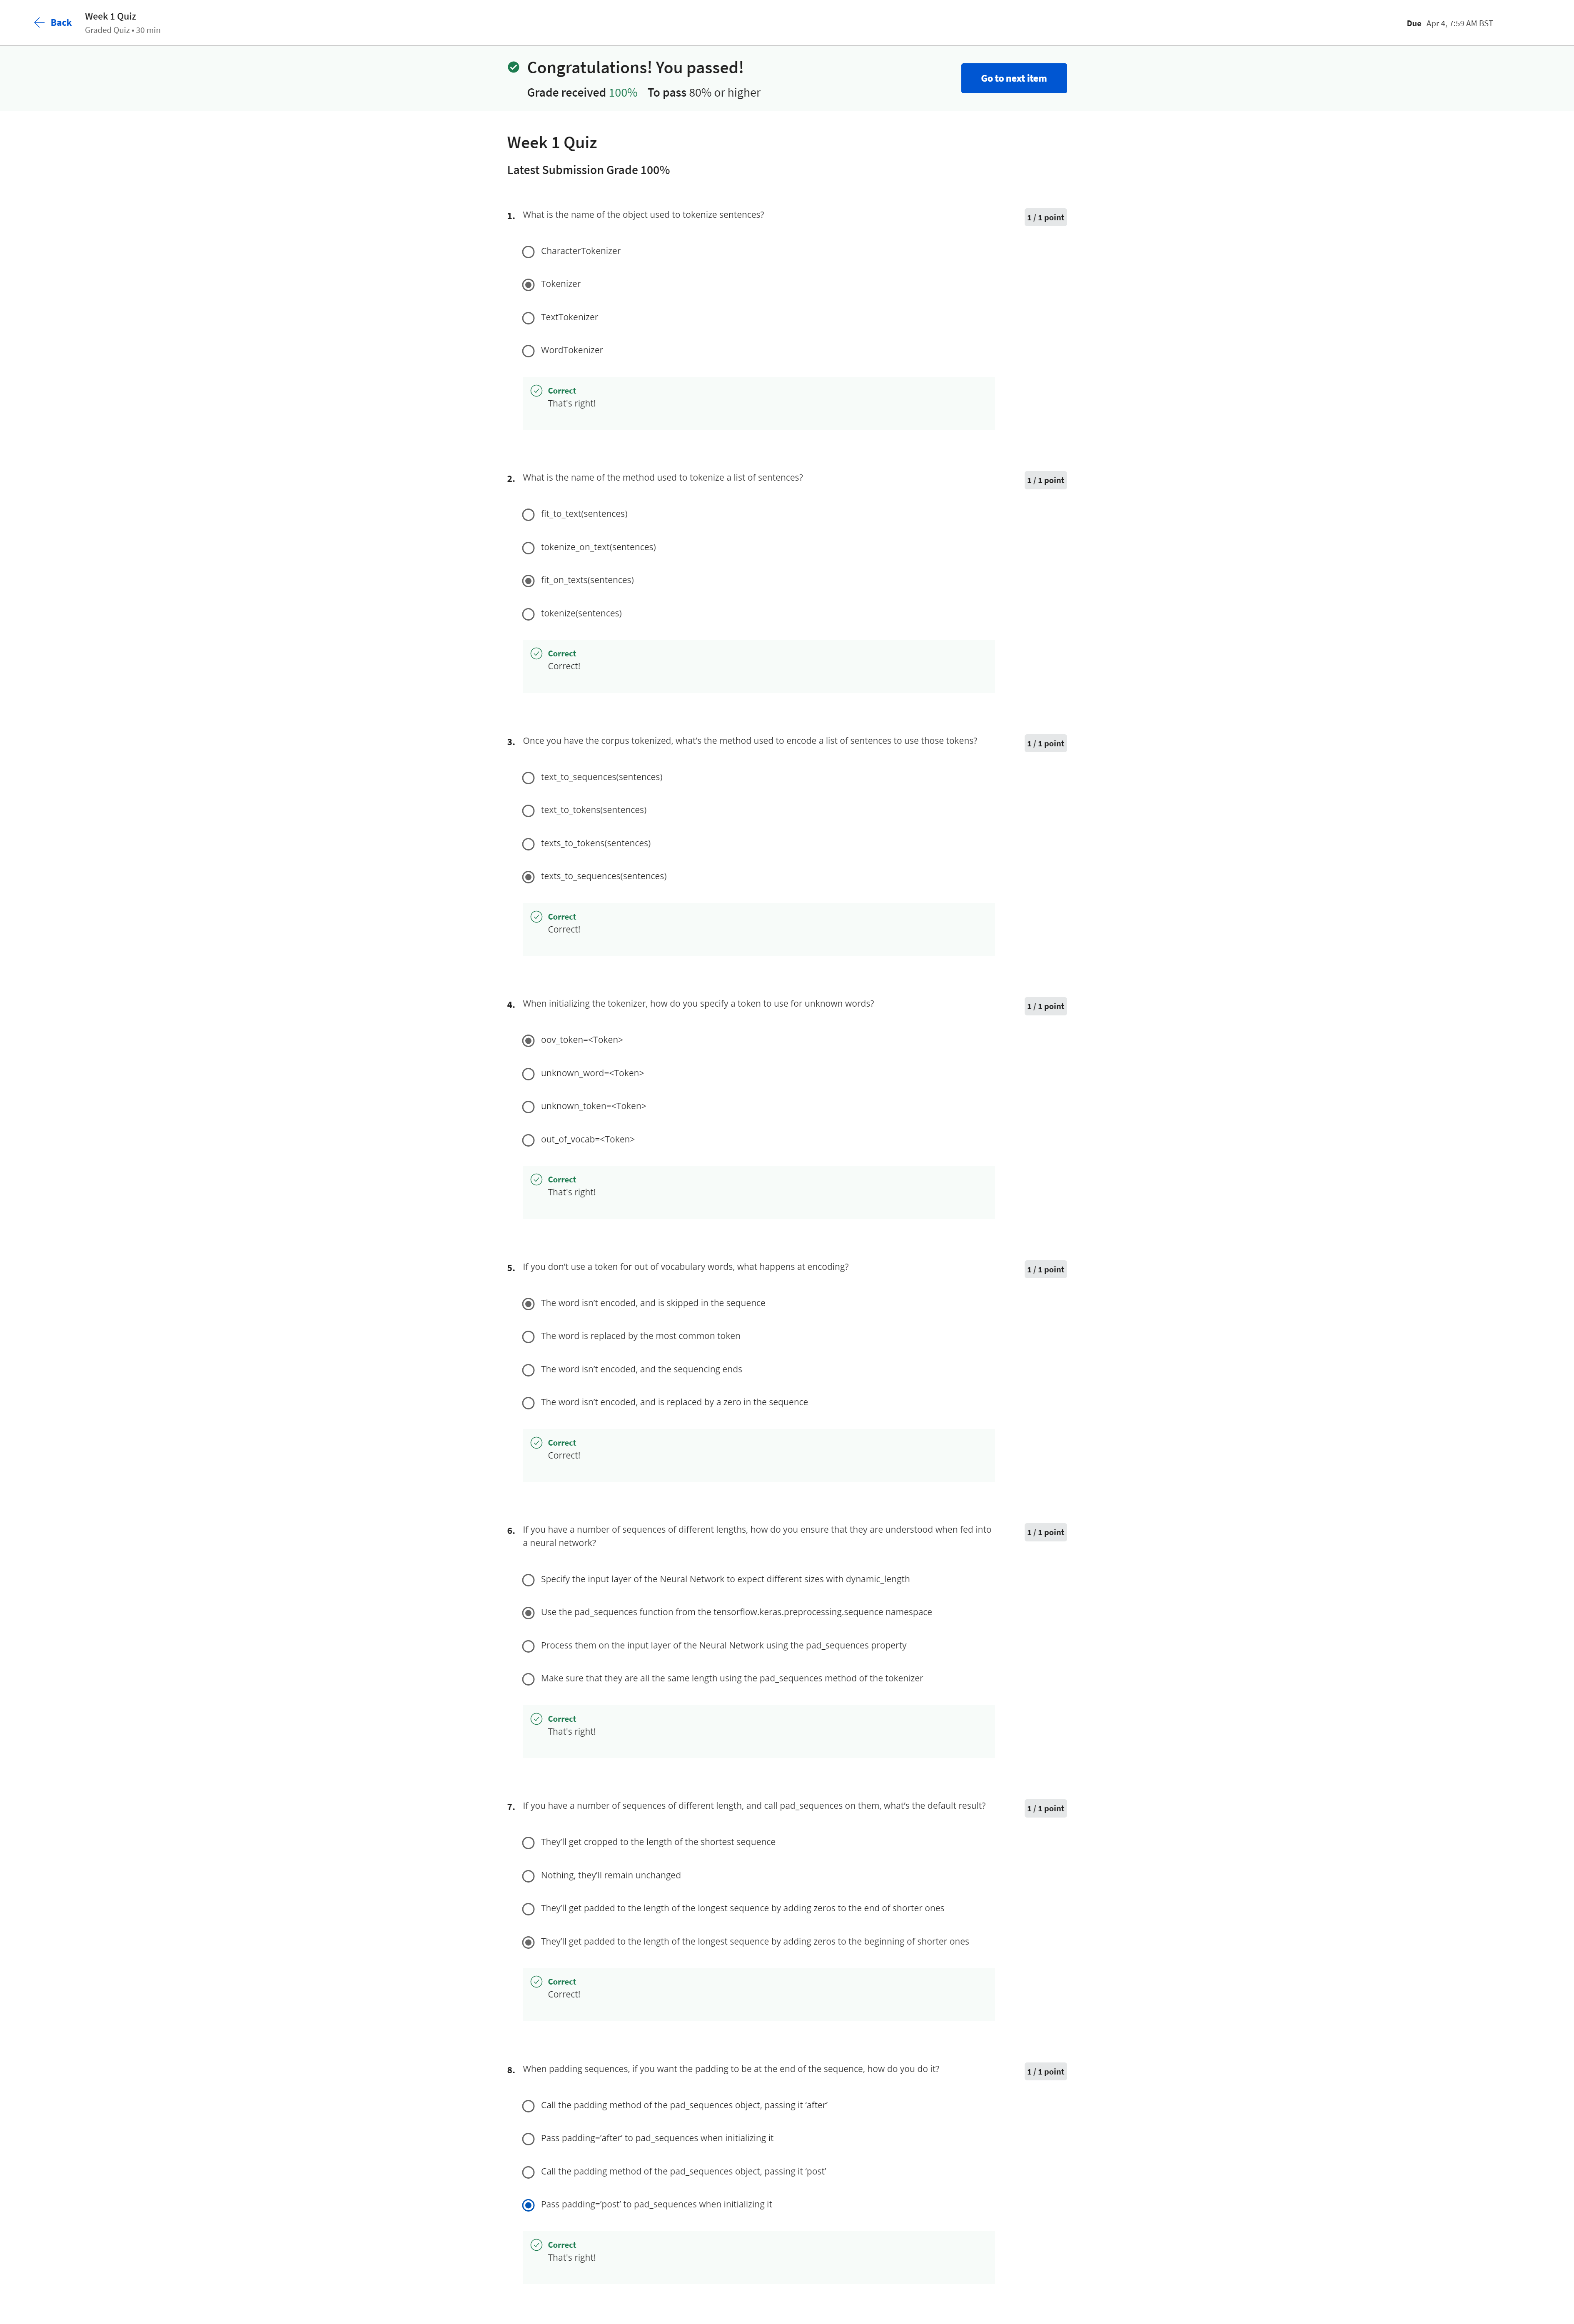 Back
Week 1 Quiz
Graded Quiz • 30 min
Due Apr 4, 7:59 AM BST
Congratulations! You passed!
Grade received 100% To pass 80% or higher
Go to next item
Week 1 Quiz
Latest Submission Grade 100%
1. What is the name of the object used to tokenize sentences?
1 / 1 point
CharacterTokenizer
Tokenizer
TextTokenizer
WordTokenizer
Correct
That's right!
2. What is the name of the method used to tokenize a list of sentences?
1 / 1 point
fit_to_text(sentences)
tokenize_on_text(sentences)
fit_on_texts(sentences)
tokenize(sentences)
Correct
Correct!
3. Once you have the corpus tokenized, what's the method used to encode a list of sentences to use those tokens?
1 / 1 point
text_to_sequences(sentences)
text_to_tokens(sentences)
texts_to_tokens(sentences)
texts_to_sequences(sentences)
Correct
Correct!
4. When initializing the tokenizer, how do you specify a token to use for unknown words?
1 / 1 point
oov_token=<Token>
unknown_word=<Token>
unknown_token=<Token>
out_of_vocab=<Token>
Correct
That's right!
5. If you don't use a token for out of vocabulary words, what happens at encoding?
1 / 1 point
The word isn't encoded, and is skipped in the sequence
The word is replaced by the most common token
The word isn't encoded, and the sequencing ends
The word isn't encoded, and is replaced by a zero in the sequence
Correct
Correct!
6. If you have a number of sequences of different lengths, how do you ensure that they are understood when fed into
a neural network?
1 / 1 point
Specify the input layer of the Neural Network to expect different sizes with dynamic_length
Use the pad_sequences function from the tensorflow.keras.preprocessing.sequence namespace
Process them on the input layer of the Neural Network using the pad_sequences property
Make sure that they are all the same length using the pad_sequences method of the tokenizer
Correct
That's right!
7. If you have a number of sequences of different length, and call pad_sequences on them, what's the default result?
1 / 1 point
They'll get cropped to the length of the shortest sequence
Nothing, they'll remain unchanged
They'll get padded to the length of the longest sequence by adding zeros to the end of shorter ones
They'll get padded to the length of the longest sequence by adding zeros to the beginning of shorter ones
Correct
Correct!
8. When padding sequences, if you want the padding to be at the end of the sequence, how do you do it?
1 / 1 point
Call the padding method of the pad_sequences object, passing it 'after'
Pass padding='after' to pad_sequences when initializing it
Call the padding method of the pad_sequences object, passing it 'post'
Pass padding='post' to pad_sequences when initializing it
Correct
That's right!